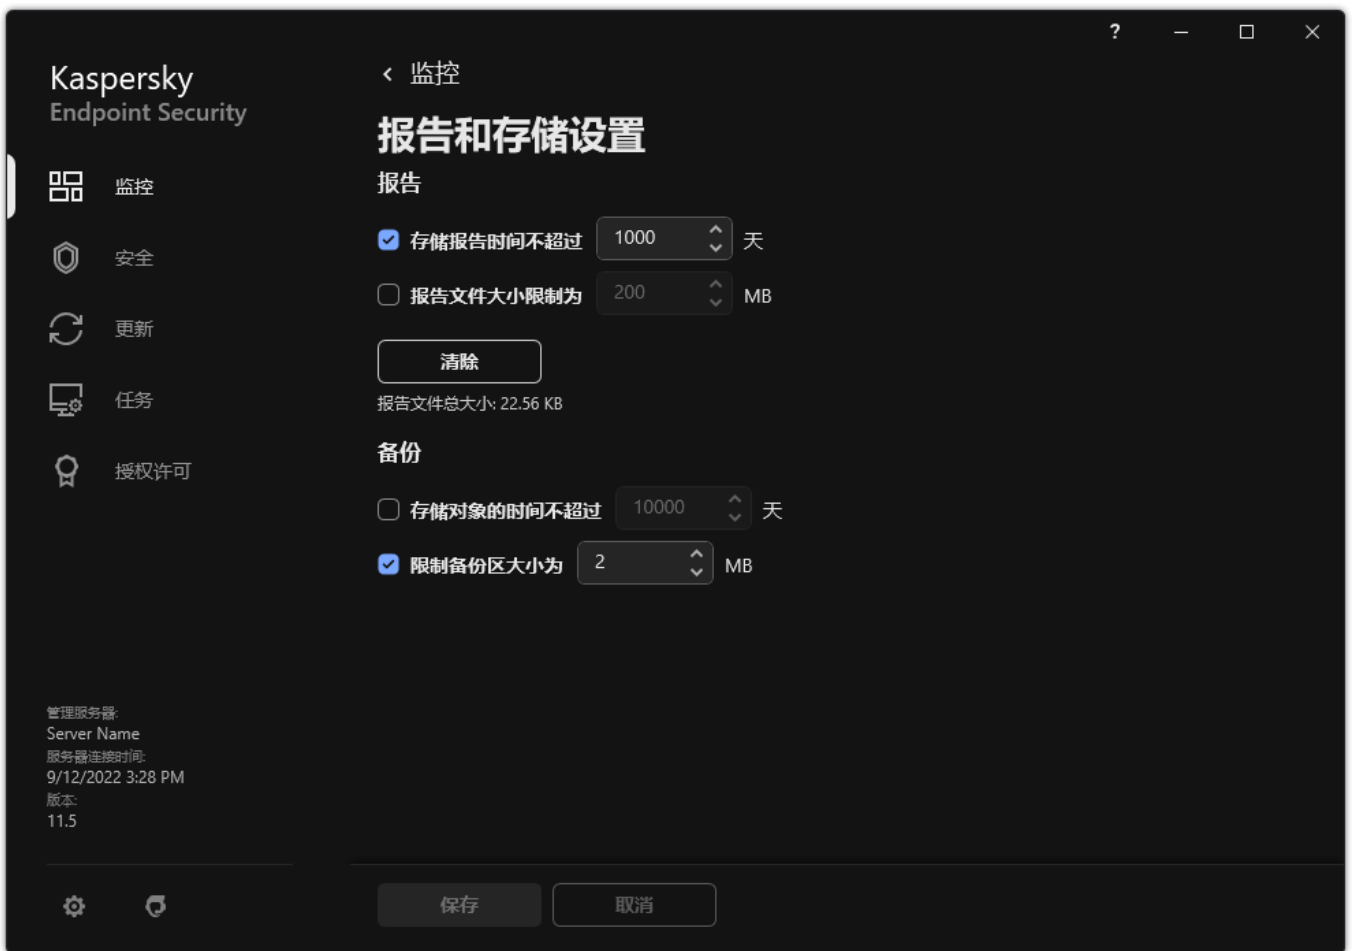 ?
Kaspersky
Endpoint Security
监控
安全
更新
任务
授权许可
管理服务器:
Server Name
服务器连接时间:
9/12/2022 3:28 PM
版本:
11.5
监控
报告和存储设置
报告
存储报告时间不超过 1000 天
报告文件大小限制为 200 MB
清除
报告文件总大小: 22.56 KB
备份
存储对象的时间不超过 10000 天
限制备份区大小为 2 MB
保存 取消